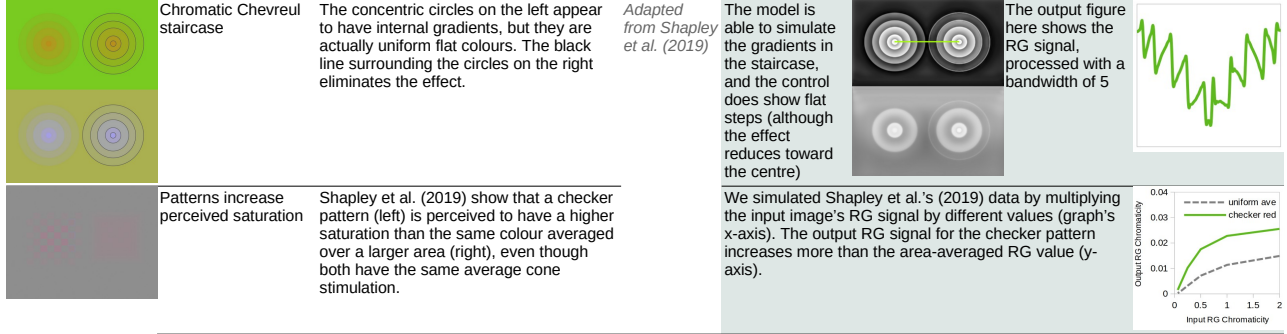 Chromatic Chevreul
staircase
The concentric circles on the left appear
to have internal gradients, but they are
actually uniform flat colours. The black
line surrounding the circles on the right
eliminates the effect.
Adapted
from Shapley
et al. (2019)
The model is
able to simulate
the gradients in
the staircase,
and the control
does show flat
steps (although
the effect
reduces toward
the centre)
The output figure
here shows the
RG signal,
processed with a
bandwidth of 5
Patterns increase
perceived saturation
Shapley et al. (2019) show that a checker
pattern (left) is perceived to have a higher
saturation than the same colour averaged
over a larger area (right), even though
both have the same average cone
stimulation.
We simulated Shapley et al.'s (2019) data by multiplying
the input image's RG signal by different values (graph's
x-axis). The output RG signal for the checker pattern
increases more than the area-averaged RG value (y-
axis).
Output RG Chromaticity
0.04
0.03
0.02
0.01
0
uniform ave
checker red
0 0.5 1 1.5 2
Input RG Chromaticity